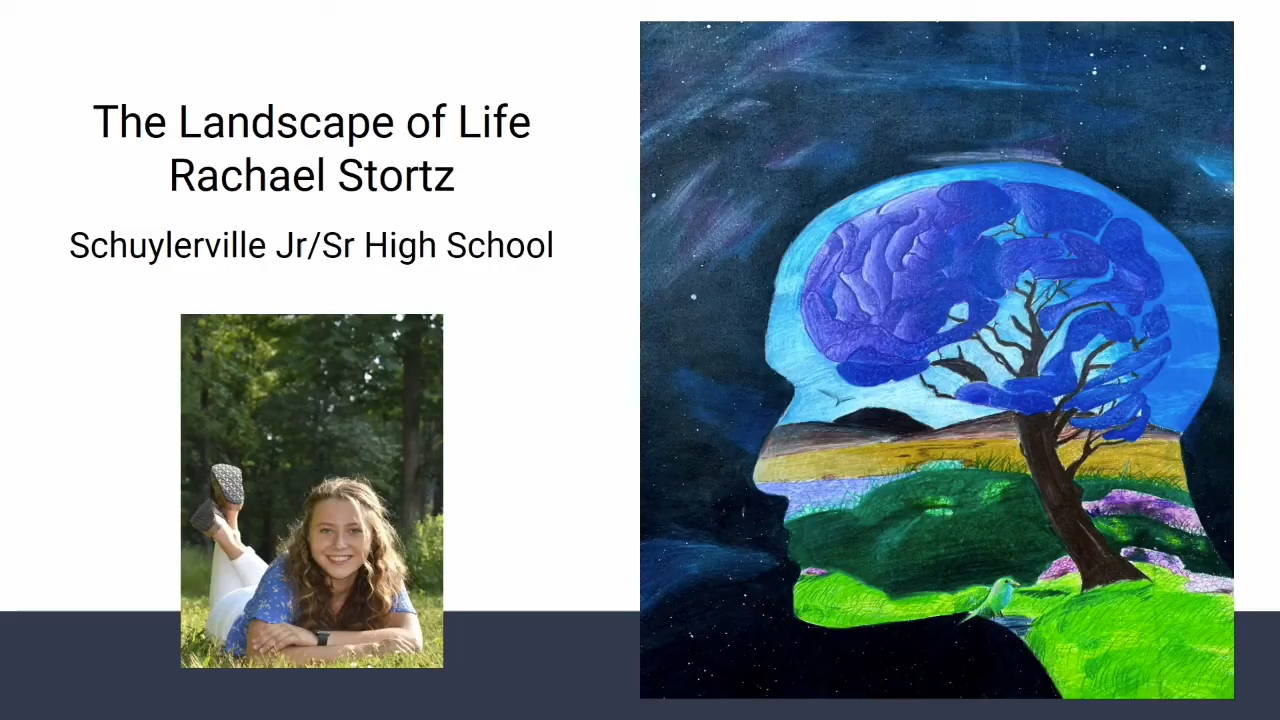 The Landscape of Life
Rachael Stortz
Schuylerville Jr/Sr High School